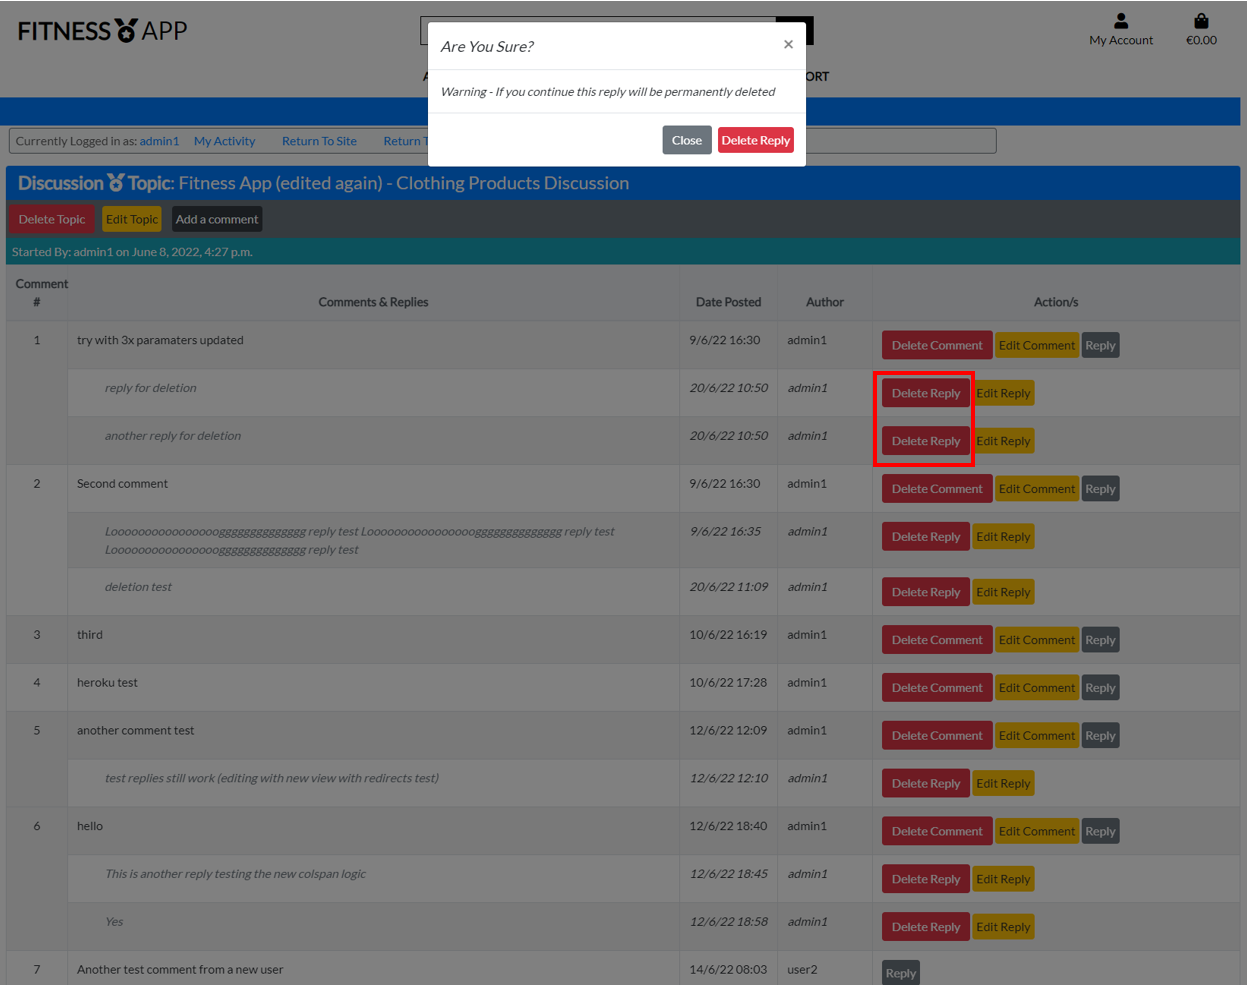 FITNESS APP
Are You Sure?
×
My Account
€0.00
A
ORT
Warning - If you continue this reply will be permanently deleted
Close
Delete Reply
Currently Logged in as: admin1 My Activity Return To Site Return T
Discussion Topic: Fitness App (edited again) - Clothing Products Discussion
Delete Topic Edit Topic Add a comment
Started By: admin1 on June 8, 2022, 4:27 p.m.
Comment
# Comments & Replies Date Posted Author Action/s
1 try with 3x paramaters updated 9/6/22 16:30 admin1 Delete Comment Edit Comment Reply
reply for deletion 20/6/22 10:50 admin1 Delete Reply Edit Reply
another reply for deletion 20/6/22 10:50 admin1 Delete Reply Edit Reply
2 Second comment 9/6/22 16:30 admin1 Delete Comment Edit Comment Reply
Looooooooooooooooggggggggggggggg reply test Looooooooooooooooggggggggggggggg reply test 9/6/22 16:35 admin1 Delete Reply Edit Reply
Looooooooooooooooggggggggggggggg reply test
deletion test 20/6/22 11:09 admin1 Delete Reply Edit Reply
3 third 10/6/22 16:19 admin1 Delete Comment Edit Comment Reply
4 heroku test 10/6/22 17:28 admin1 Delete Comment Edit Comment Reply
5 another comment test 12/6/22 12:09 admin1 Delete Comment Edit Comment Reply
test replies still work (editing with new view with redirects test) 12/6/22 12:10 admin1 Delete Reply Edit Reply
6 hello 12/6/22 18:40 admin1 Delete Comment Edit Comment Reply
This is another reply testing the new colspan logic 12/6/22 18:45 admin1 Delete Reply Edit Reply
Yes 12/6/22 18:58 admin1 Delete Reply Edit Reply
7 Another test comment from a new user 14/6/22 08:03 user2 Reply